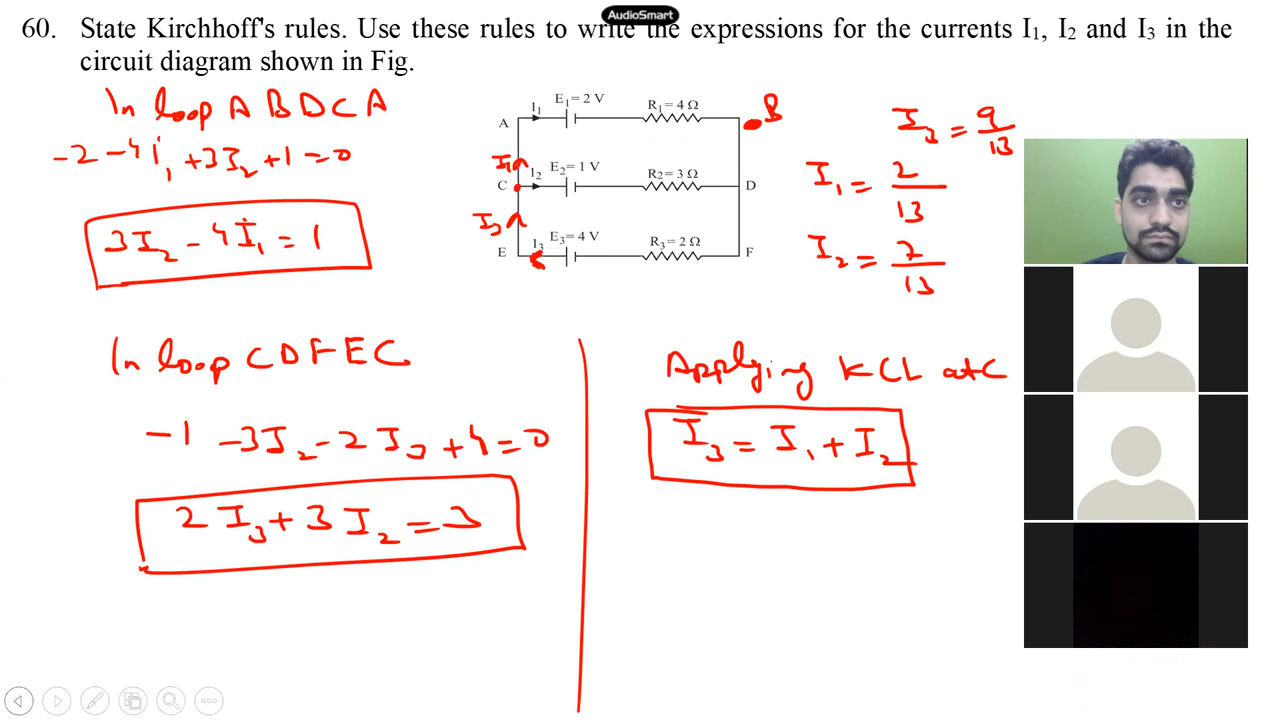 AudioSmart
60. State Kirchhoff's rules. Use these rules to write the expressions for the currents I₁, I₂ and I₃ in the
circuit diagram shown in Fig.
In loop A B D C A
-2 -4i₁ +3I₂ +1 = 0
3I₂ - 4I₁ = 1
E₁= 2 V
R₁= 4 Ω
I₁
A
B
I₁
I₂
E₂= 1 V
R2= 3 Ω
C
D
I₃
I₃
E₃= 4 V
R₃= 2 Ω
E
F
I₃ = 9/13
I₁ = 2/13
I₂ = 7/13
In loop C D F E C
-1 -3I₂ -2I₃ +4 = 0
2I₃ + 3I₂ = 3
Applying KCL at C
I₃ = I₁ + I₂